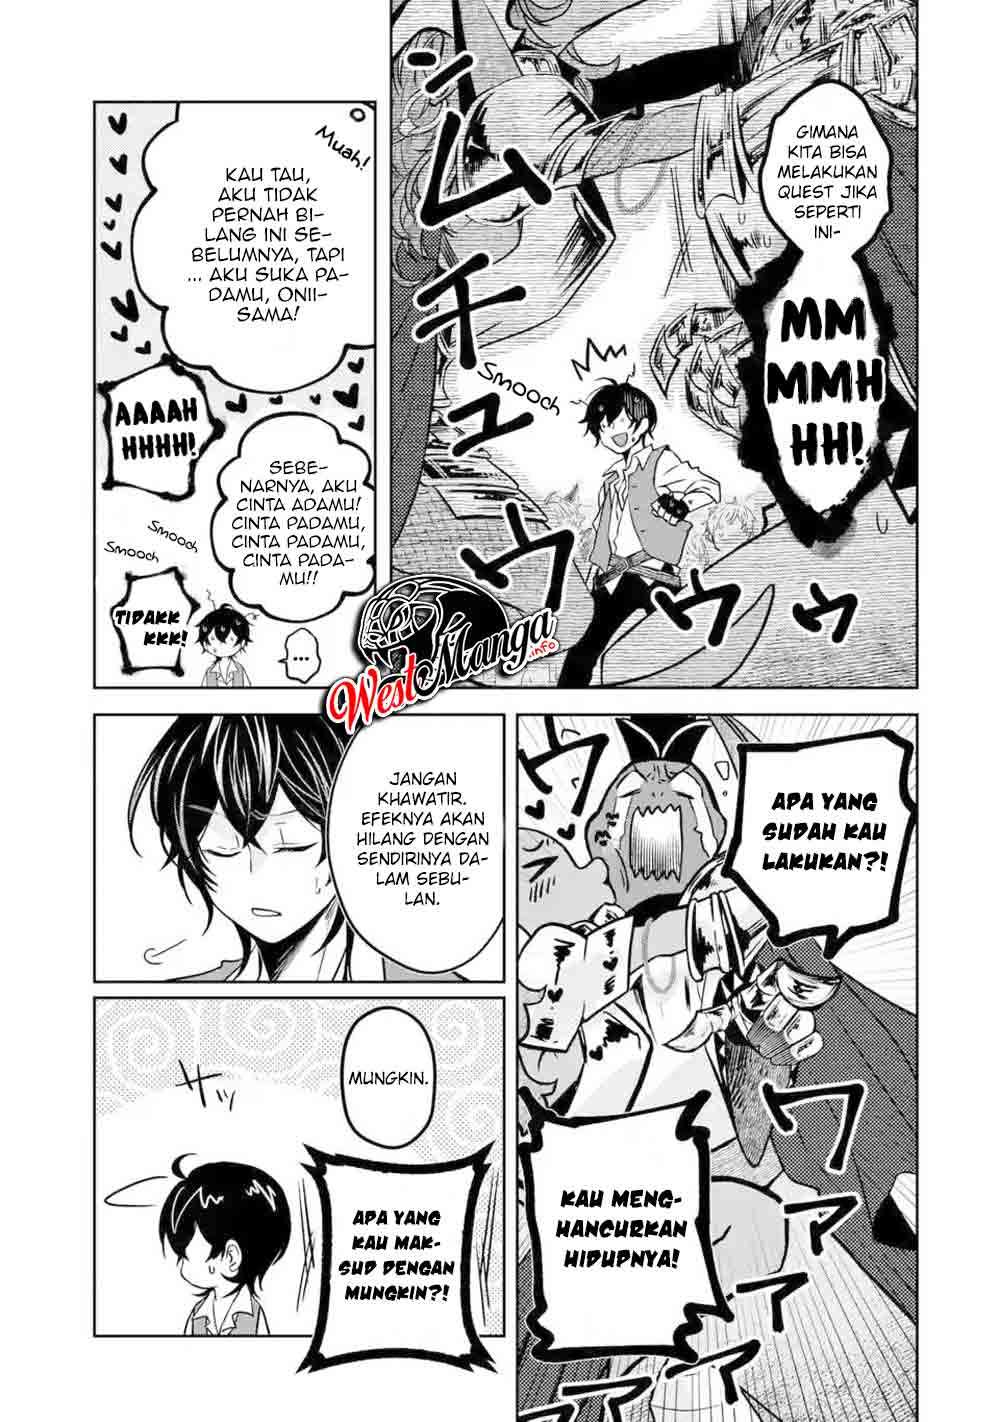 GIMANA
KITA BISA
MELAKUKAN
QUEST JIKA
SEPERTI
INI-
MM
MMH
HH!
ムチュ
ウウウ
Smooch
Muah!
KAU TAU,
AKU TIDAK
PERNAH BI-
LANG INI SE-
BELUMNYA, TAPI
... AKU SUKA PA-
DAMU, ONII-
SAMA!
AAAAH
HHHH!
SEBE-
NARNYA, AKU
CINTA ADAMU!
CINTA PADAMU,
CINTA PADAMU,
CINTA PADA-
MU!!
Smooch
Smooch
TIDAKK
KKK!
...
WestManga
.info
APA YANG
SUDAH KAU
LAKUKAN?!
ウワアアア
KAU MENG-
HANCURKAN
HIDUPNYA!
JANGAN
KHAWATIR.
EFEKNYA AKAN
HILANG DENGAN
SENDIRINYA DA-
LAM SEBU-
LAN.
MUNGKIN.
サッ
APA YANG
KAU MAK-
SUD DENGAN
MUNGKIN?!